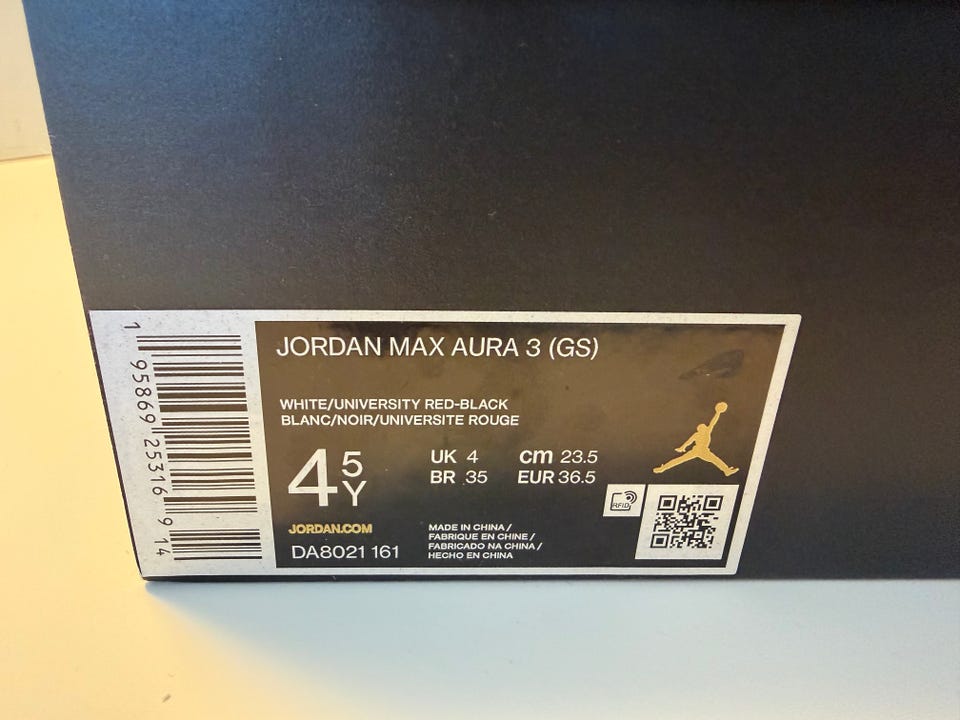 JORDAN MAX AURA 3 (GS)
WHITE/UNIVERSITY RED-BLACK
BLANC/NOIR/UNIVERSITE ROUGE
4 5 Y
UK 4 cm 23.5
BR 35 EUR 36.5
RFID
JORDAN.COM
DA8021 161
MADE IN CHINA /
FABRIQUE EN CHINE /
FABRICADO NA CHINA /
HECHO EN CHINA
1 95869 25316 9 14